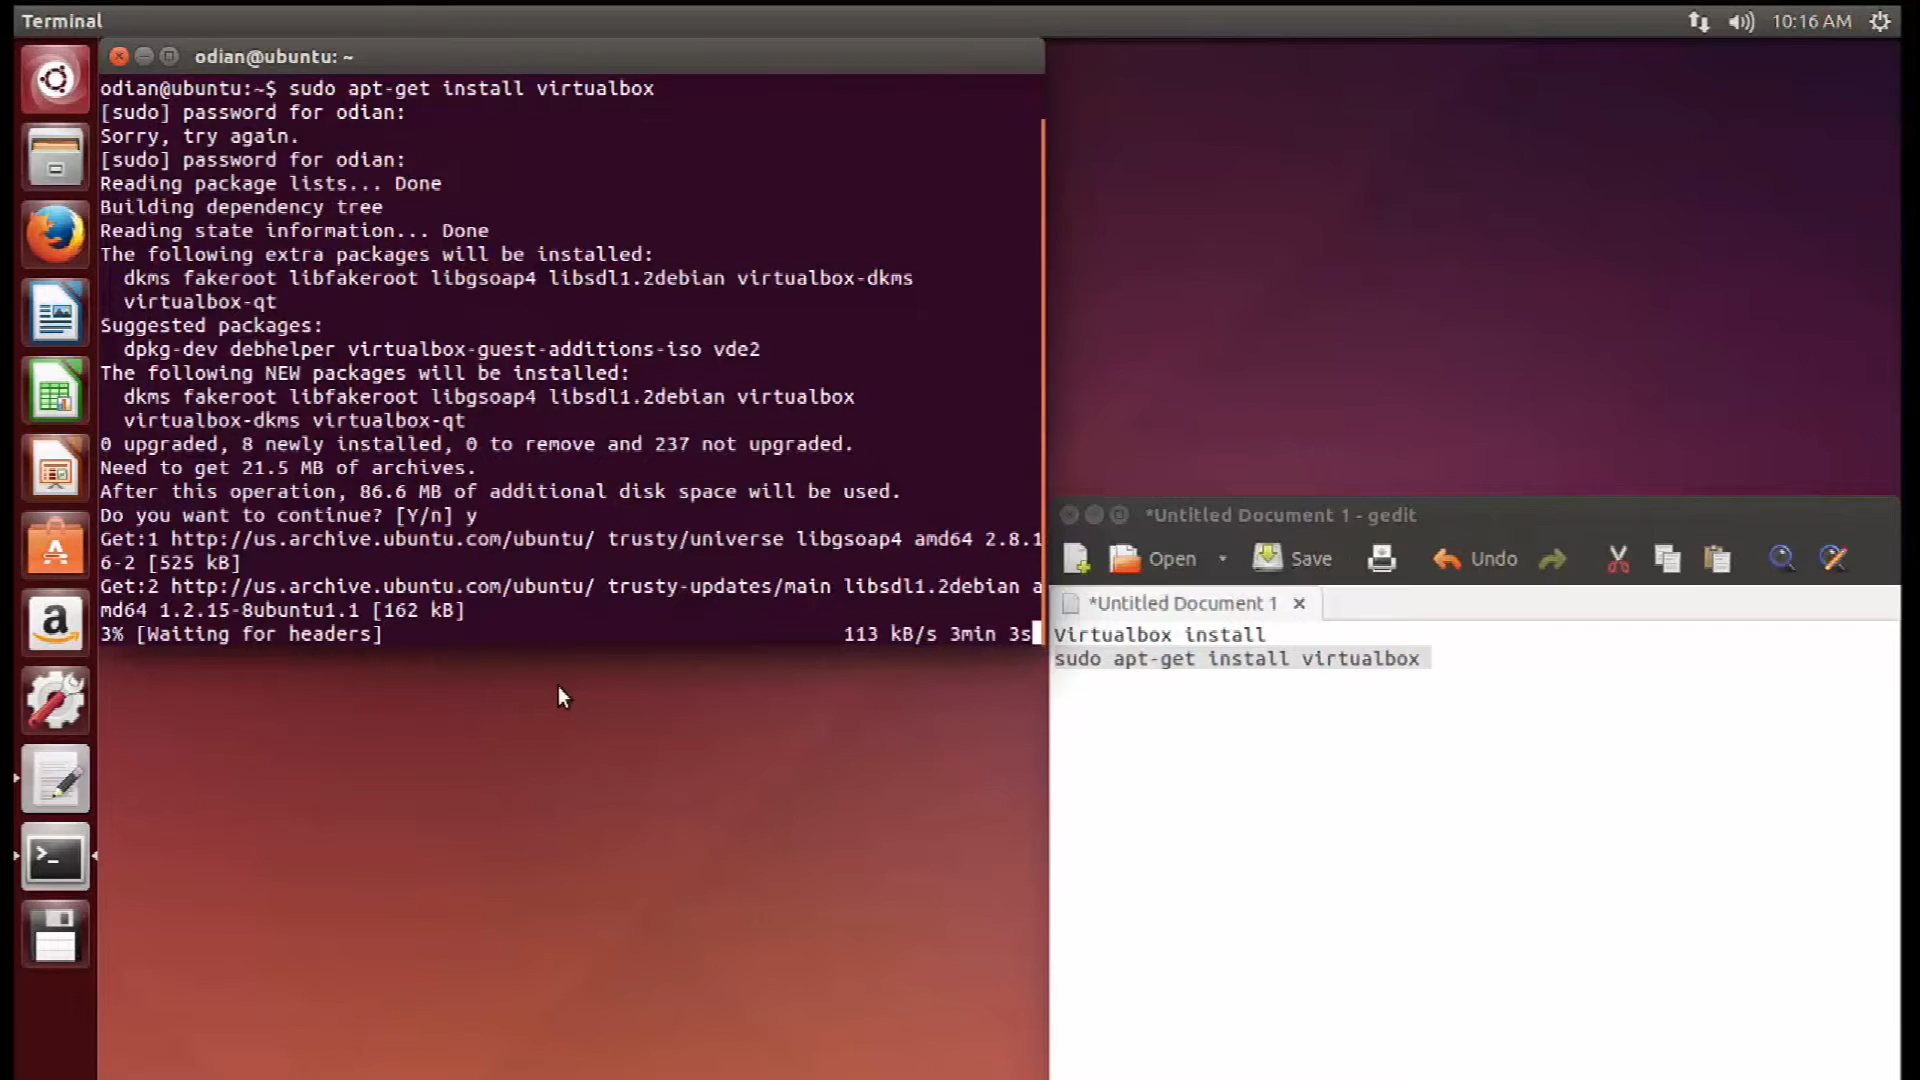 Terminal
10:16 AM
odian@ubuntu: ~
odian@ubuntu:~$ sudo apt-get install virtualbox
[sudo] password for odian:
Sorry, try again.
[sudo] password for odian:
Reading package lists... Done
Building dependency tree
Reading state information... Done
The following extra packages will be installed:
dkms fakeroot libfakeroot libgsoap4 libsdl1.2debian virtualbox-dkms
virtualbox-qt
Suggested packages:
dpkg-dev debhelper virtualbox-guest-additions-iso vde2
The following NEW packages will be installed:
dkms fakeroot libfakeroot libgsoap4 libsdl1.2debian virtualbox
virtualbox-dkms virtualbox-qt
0 upgraded, 8 newly installed, 0 to remove and 237 not upgraded.
Need to get 21.5 MB of archives.
After this operation, 86.6 MB of additional disk space will be used.
Do you want to continue? [Y/n] y
Get:1 http://us.archive.ubuntu.com/ubuntu/ trusty/universe libgsoap4 amd64 2.8.1
6-2 [525 kB]
Get:2 http://us.archive.ubuntu.com/ubuntu/ trusty-updates/main libsdl1.2debian a
md64 1.2.15-8ubuntu1.1 [162 kB]
3% [Waiting for headers] 113 kB/s 3min 3s
*Untitled Document 1 - gedit
Open Save Undo
*Untitled Document 1
Virtualbox install
sudo apt-get install virtualbox